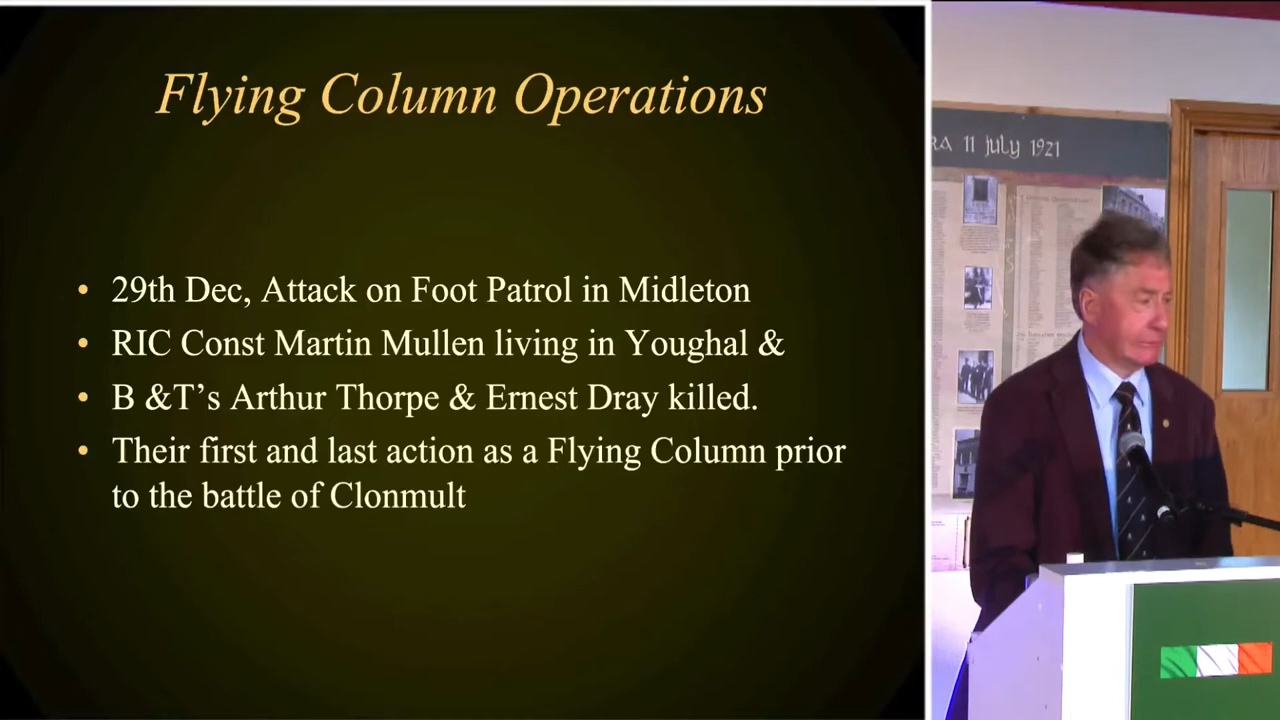 Flying Column Operations
• 29th Dec, Attack on Foot Patrol in Midleton
• RIC Const Martin Mullen living in Youghal &
• B &T’s Arthur Thorpe & Ernest Dray killed.
• Their first and last action as a Flying Column prior
to the battle of Clonmult
RA 11 July 1921